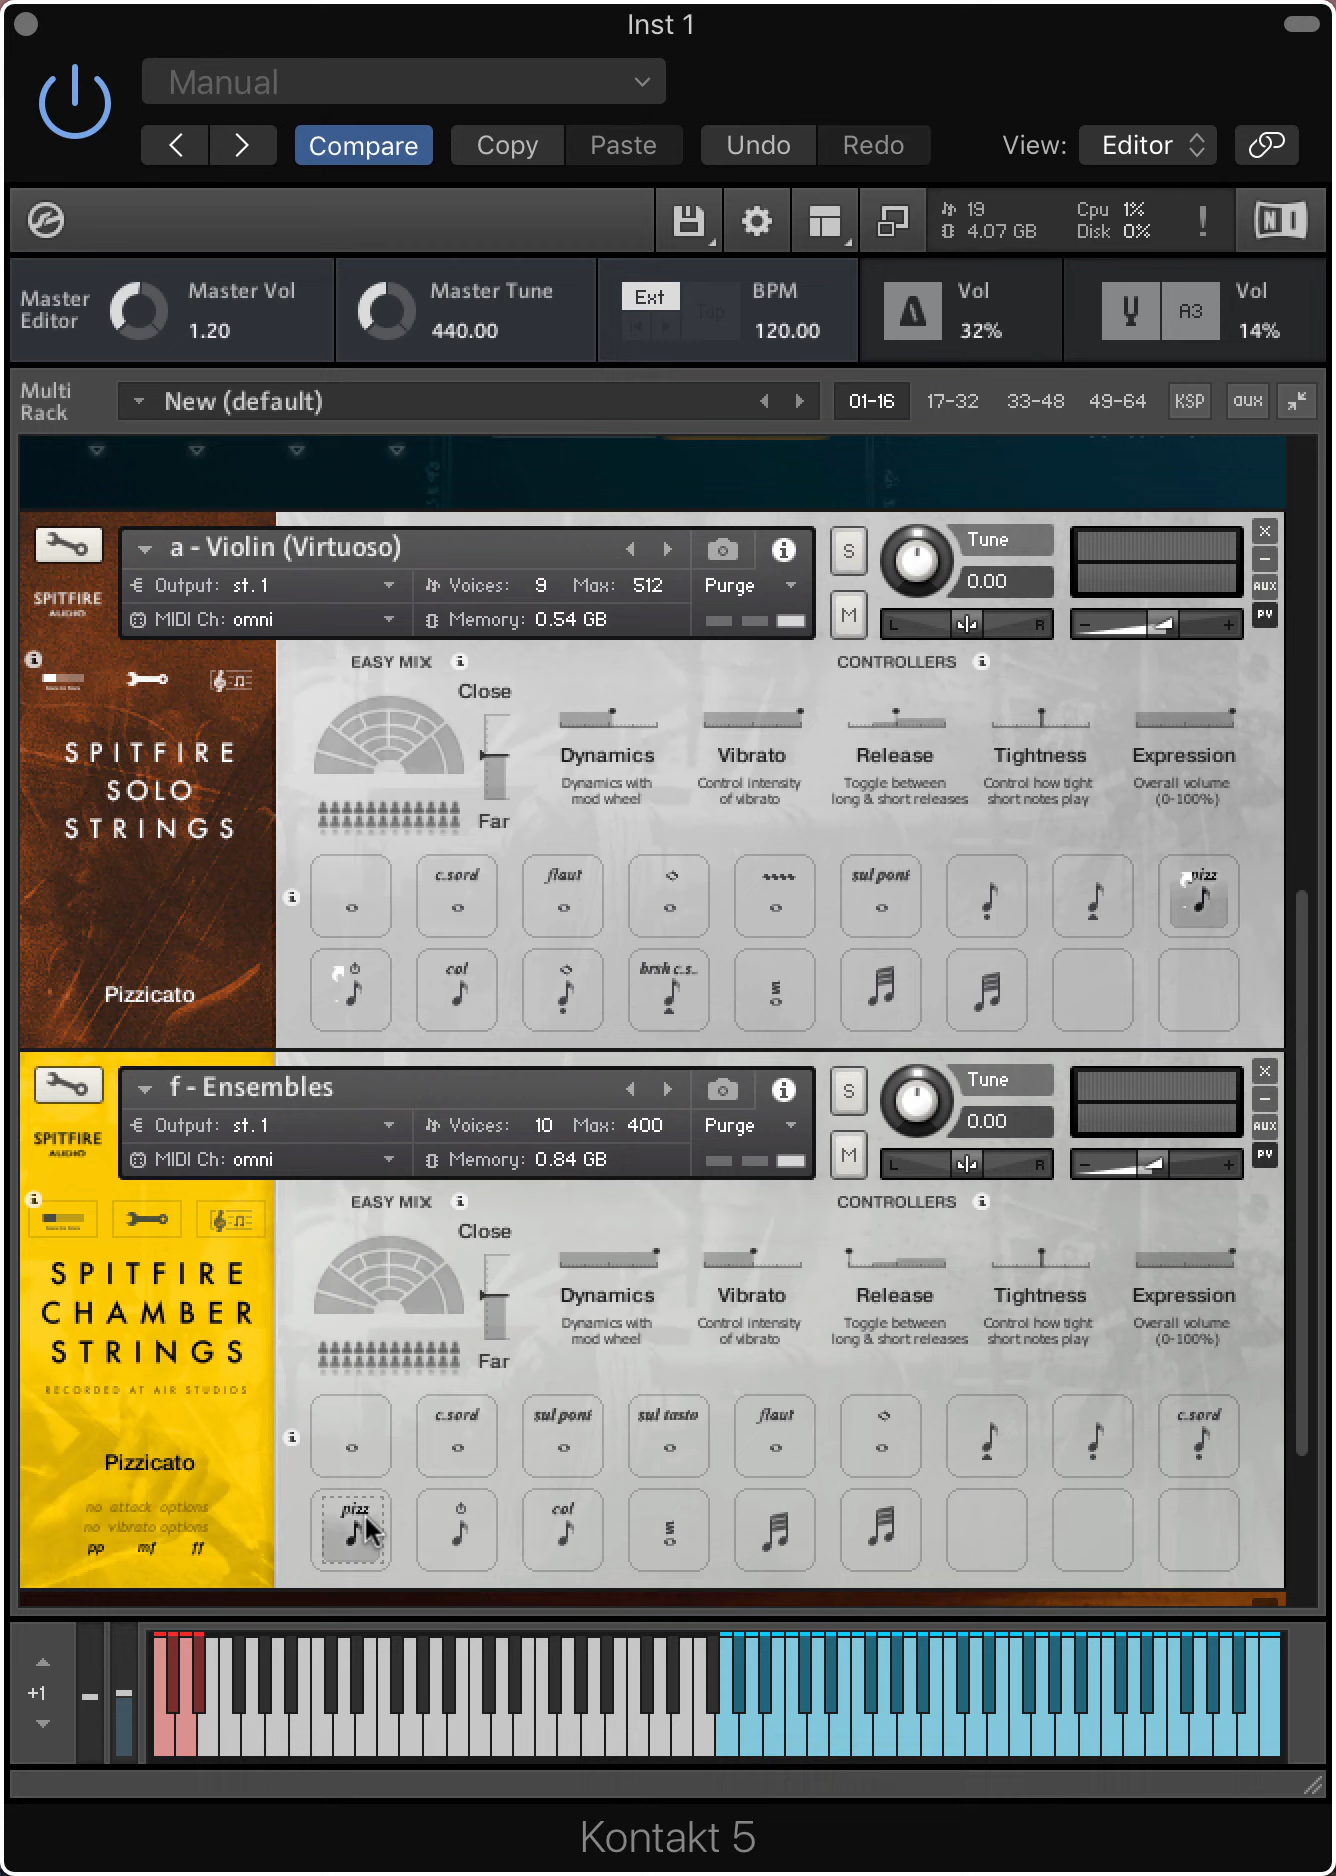 Inst 1
Manual
Compare Copy Paste Undo Redo View: Editor
19 Cpu 1%
4.07 GB Disk 0% ! NI
Master Editor
Master Vol 1.20
Master Tune 440.00
Ext Tap BPM 120.00
Vol 32%
A3 Vol 14%
Multi Rack
New (default) 01-16 17-32 33-48 49-64 KSP aux
a - Violin (Virtuoso)
Output: st. 1 Voices: 9 Max: 512 Purge
MIDI Ch: omni Memory: 0.54 GB
S M
Tune 0.00
L R - +
X - AUX PV
SPITFIRE AUDIO
EASY MIX CONTROLLERS
Close
Far
Dynamics Vibrato Release Tightness Expression
Dynamics with mod wheel
Control intensity of vibrato
Toggle between long & short releases
Control how tight short notes play
Overall volume (0-100%)
SPITFIRE
SOLO
STRINGS
Pizzicato
c.sord flaut sul pont pizz
col brsh c.s..
f - Ensembles
Output: st. 1 Voices: 10 Max: 400 Purge
MIDI Ch: omni Memory: 0.84 GB
S M
Tune 0.00
L R - +
X - AUX PV
SPITFIRE AUDIO
EASY MIX CONTROLLERS
Close
Far
Dynamics Vibrato Release Tightness Expression
Dynamics with mod wheel
Control intensity of vibrato
Toggle between long & short releases
Control how tight short notes play
Overall volume (0-100%)
SPITFIRE
CHAMBER
STRINGS
RECORDED AT AIR STUDIOS
Pizzicato
no attack options
no vibrato options
pp mf ff
c.sord sul pont sul tasto flaut c.sord
pizz col
+1
Kontakt 5